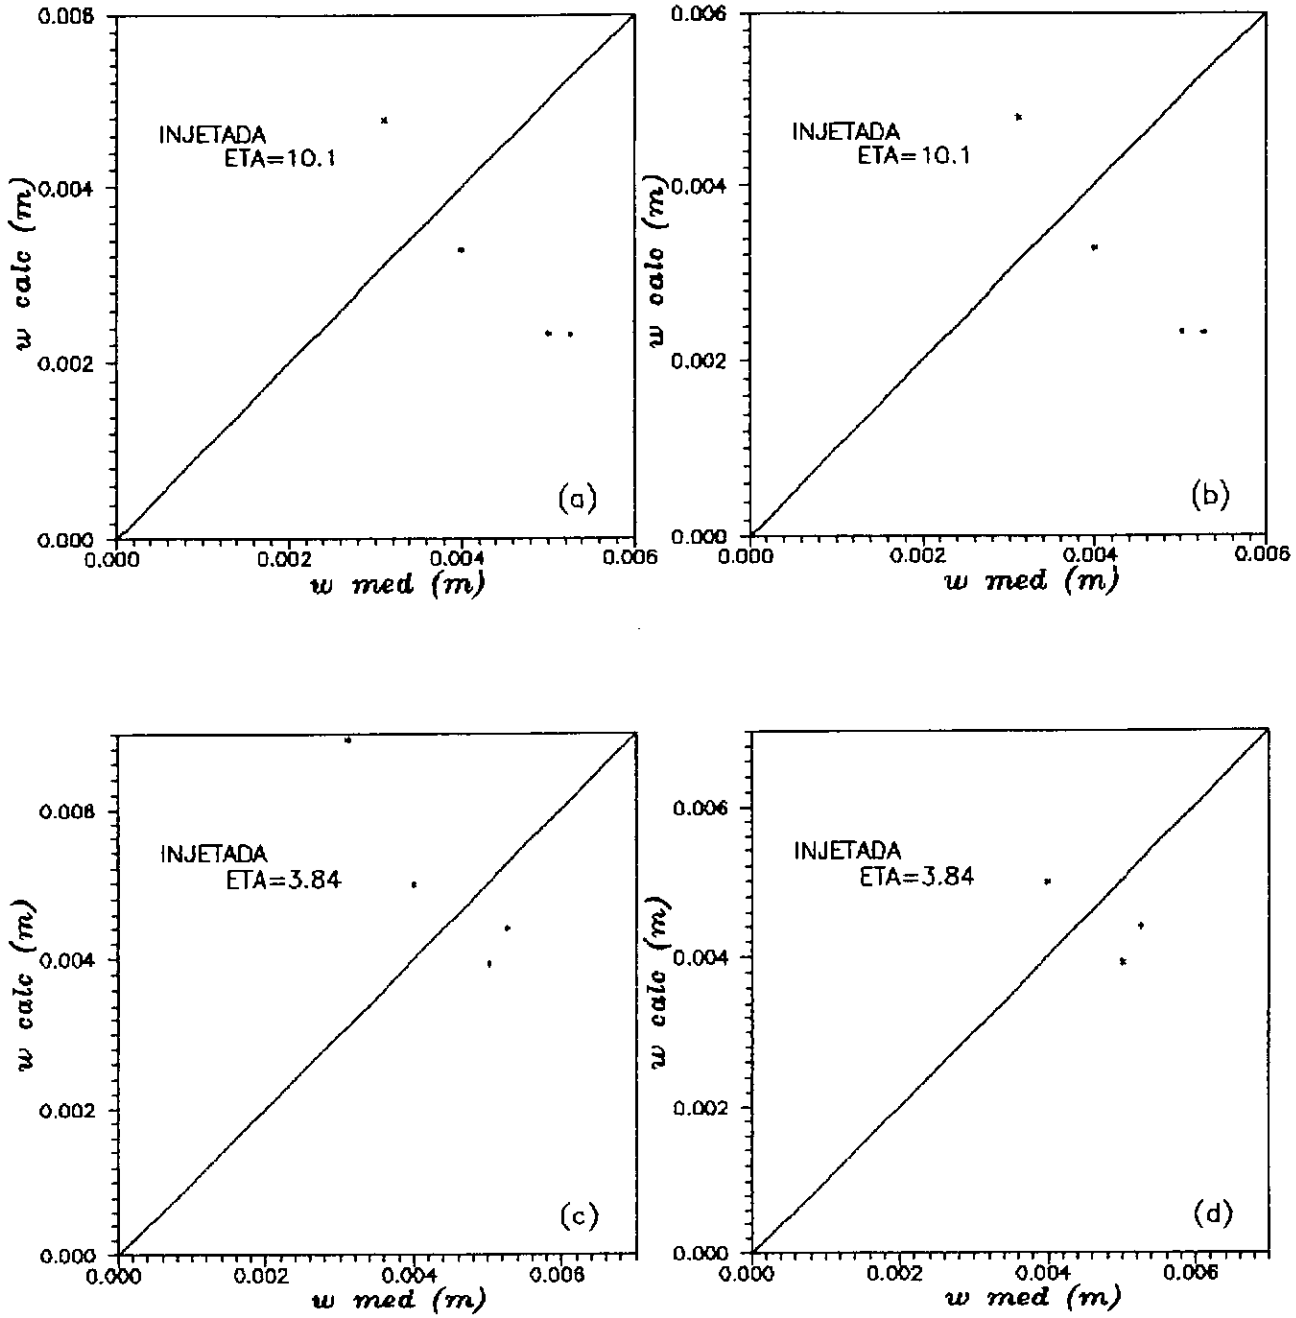 0.006 0.006
INJETADA INJETADA
ETA=10.1 ETA=10.1
0.004 0.004
w calc (m) w calc (m)
0.002 0.002
(a) (b)
0.000 0.000
0.000 0.002 0.004 0.006 0.000 0.002 0.004 0.006
w med (m) w med (m)
0.006 0.006
INJETADA INJETADA
ETA=3.84 ETA=3.84
w calc (m) w calc (m)
0.004 0.004
0.002 0.002
(c) (d)
0.000 0.000
0.000 0.002 0.004 0.006 0.000 0.002 0.004 0.006
w med (m) w med (m)